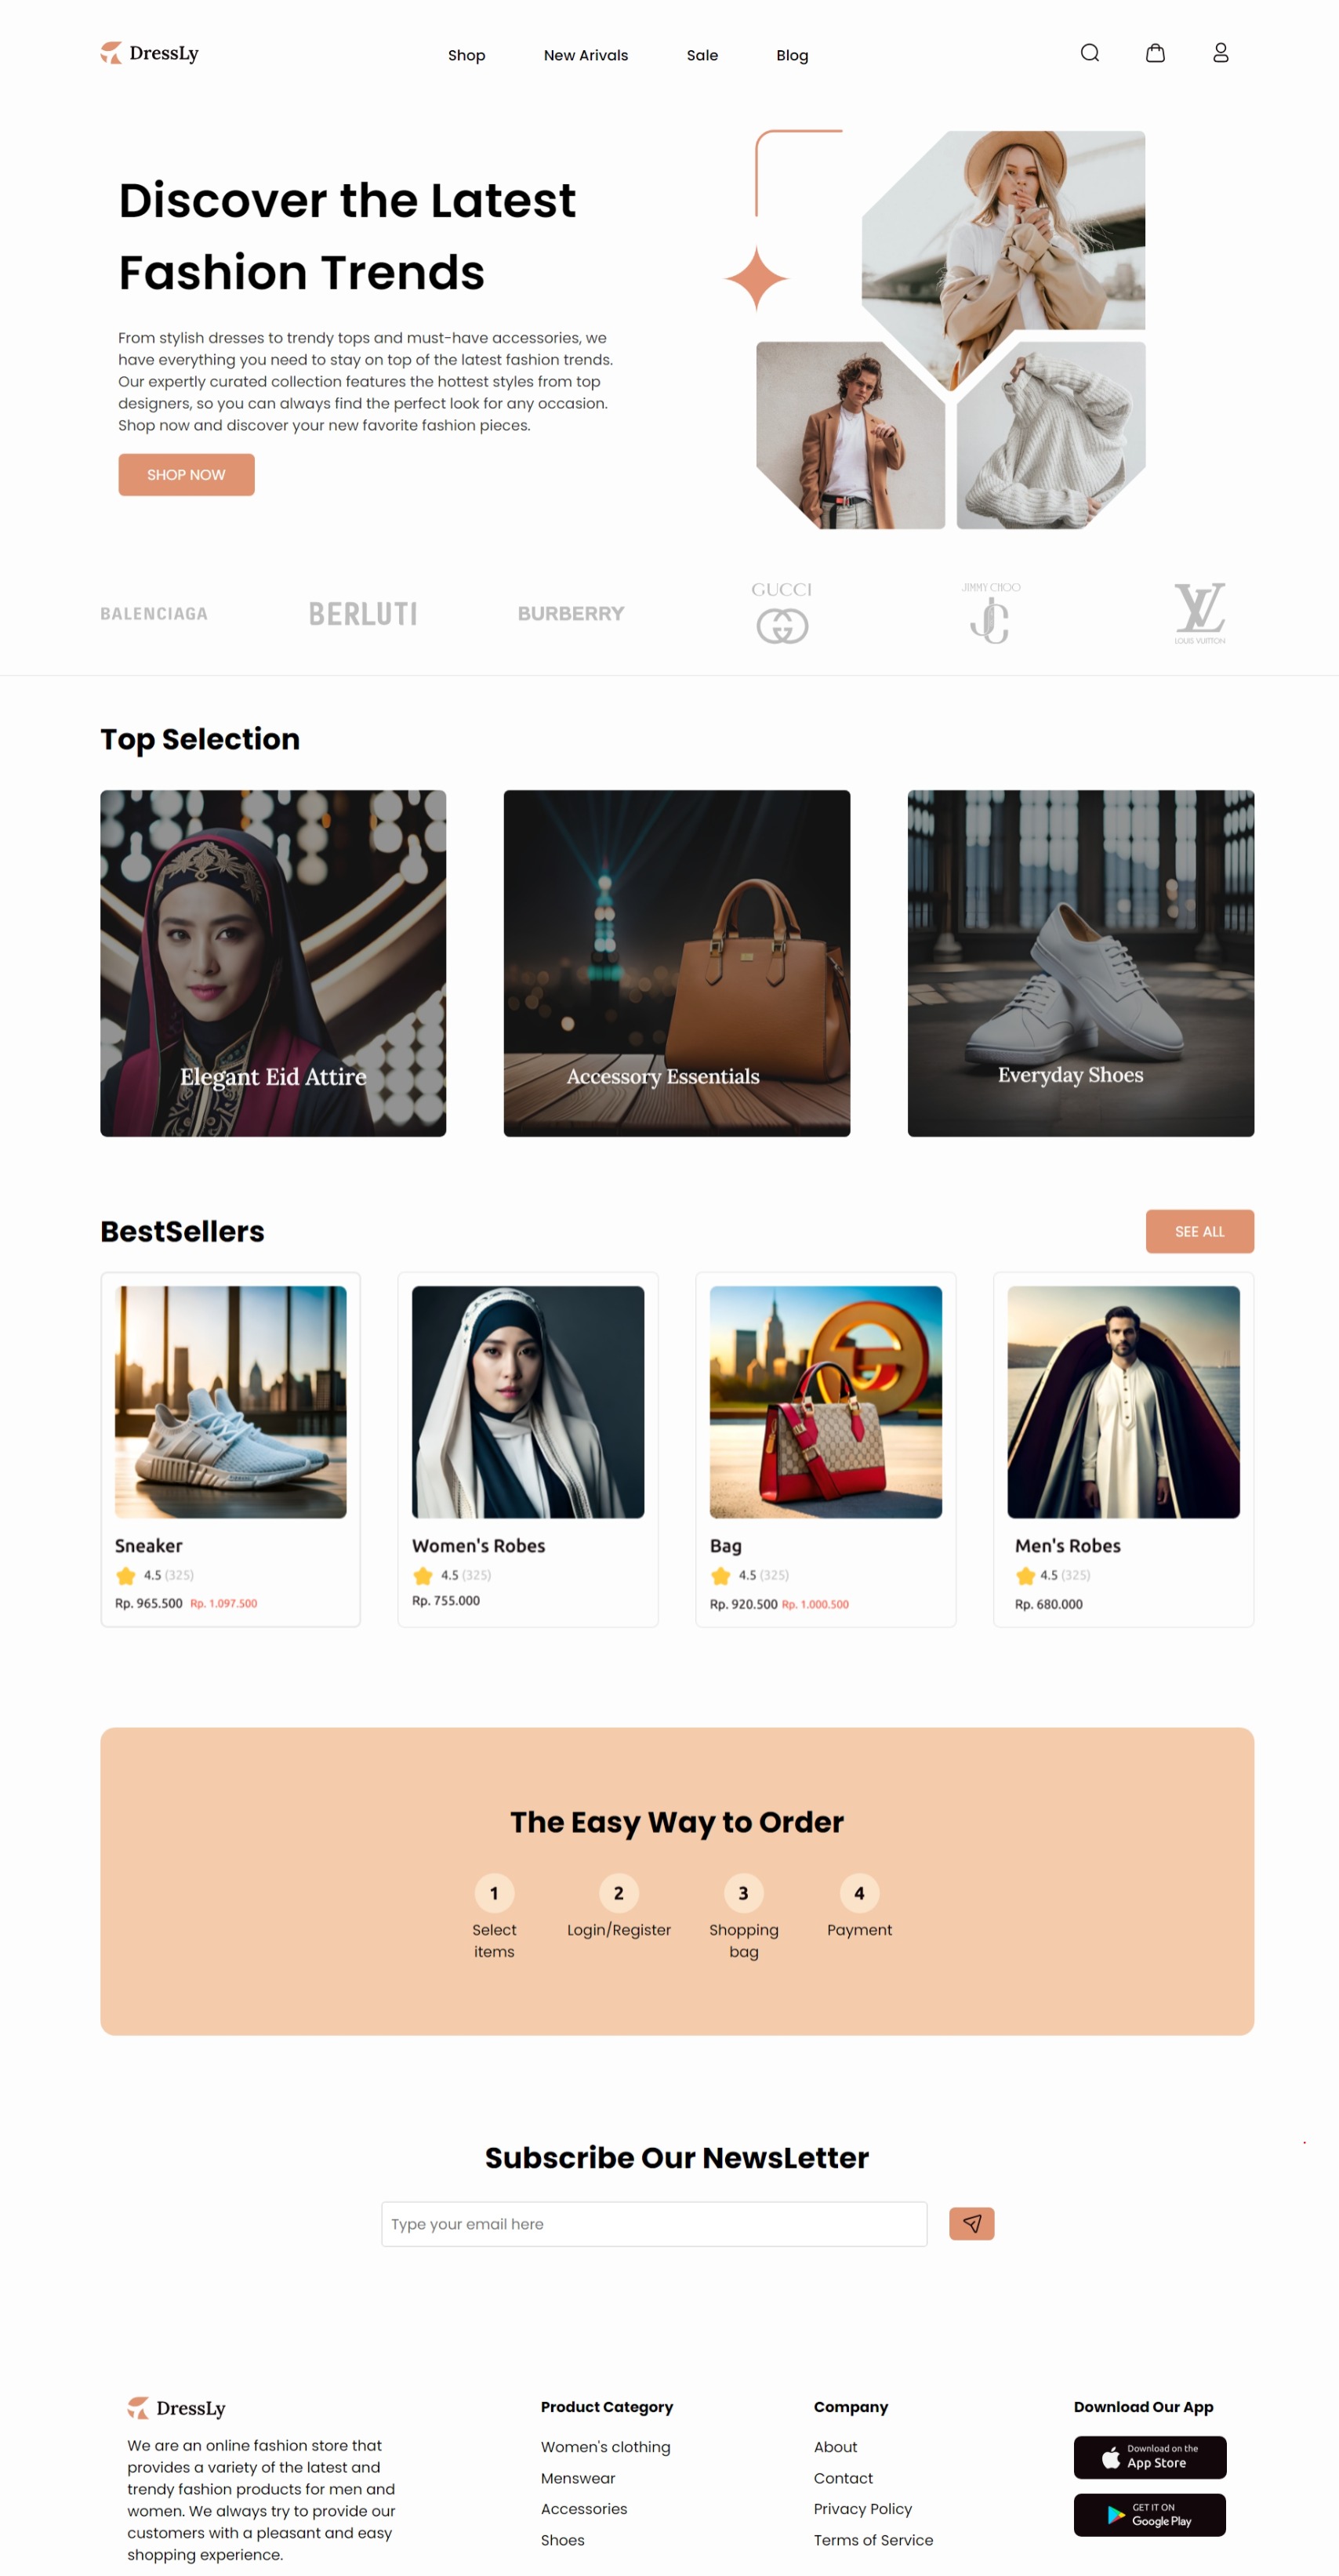 DressLy
Shop
New Arivals
Sale
Blog
Discover the Latest
Fashion Trends
From stylish dresses to trendy tops and must-have accessories, we
have everything you need to stay on top of the latest fashion trends.
Our expertly curated collection features the hottest styles from top
designers, so you can always find the perfect look for any occasion.
Shop now and discover your new favorite fashion pieces.
SHOP NOW
BALENCIAGA
BERLUTI
BURBERRY
GUCCI
JIMMY CHOO
JC
LV
LOUIS VUITTON
Top Selection
Elegant Eid Attire
Accessory Essentials
Everyday Shoes
BestSellers
SEE ALL
Sneaker
4.5 (325)
Rp. 965.500 Rp. 1.097.500
Women's Robes
4.5 (325)
Rp. 755.000
Bag
4.5 (325)
Rp. 920.500 Rp. 1.000.500
Men's Robes
4.5 (325)
Rp. 680.000
The Easy Way to Order
1
Select
items
2
Login/Register
3
Shopping
bag
4
Payment
Subscribe Our NewsLetter
Type your email here
DressLy
We are an online fashion store that
provides a variety of the latest and
trendy fashion products for men and
women. We always try to provide our
customers with a pleasant and easy
shopping experience.
Product Category
Women's clothing
Menswear
Accessories
Shoes
Company
About
Contact
Privacy Policy
Terms of Service
Download Our App
Download on the
App Store
GET IT ON
Google Play